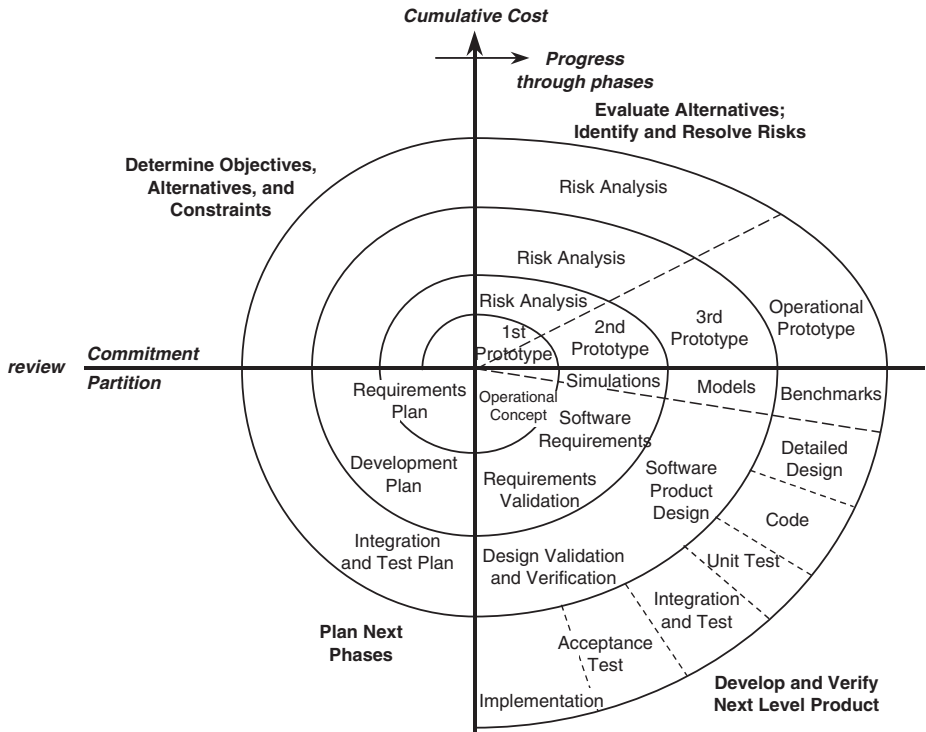 Cumulative Cost
Progress
through phases
Evaluate Alternatives;
Identify and Resolve Risks
Determine Objectives,
Alternatives, and
Constraints
Risk Analysis
Risk Analysis
Risk Analysis
1st
Prototype
2nd
Prototype
3rd
Prototype
Operational
Prototype
review
Commitment
Partition
Requirements
Plan
Operational
Concept
Simulations
Models
Benchmarks
Software
Requirements
Detailed
Design
Development
Plan
Requirements
Validation
Software
Product
Design
Code
Integration
and Test Plan
Design Validation
and Verification
Unit Test
Integration
and Test
Acceptance
Test
Implementation
Plan Next
Phases
Develop and Verify
Next Level Product